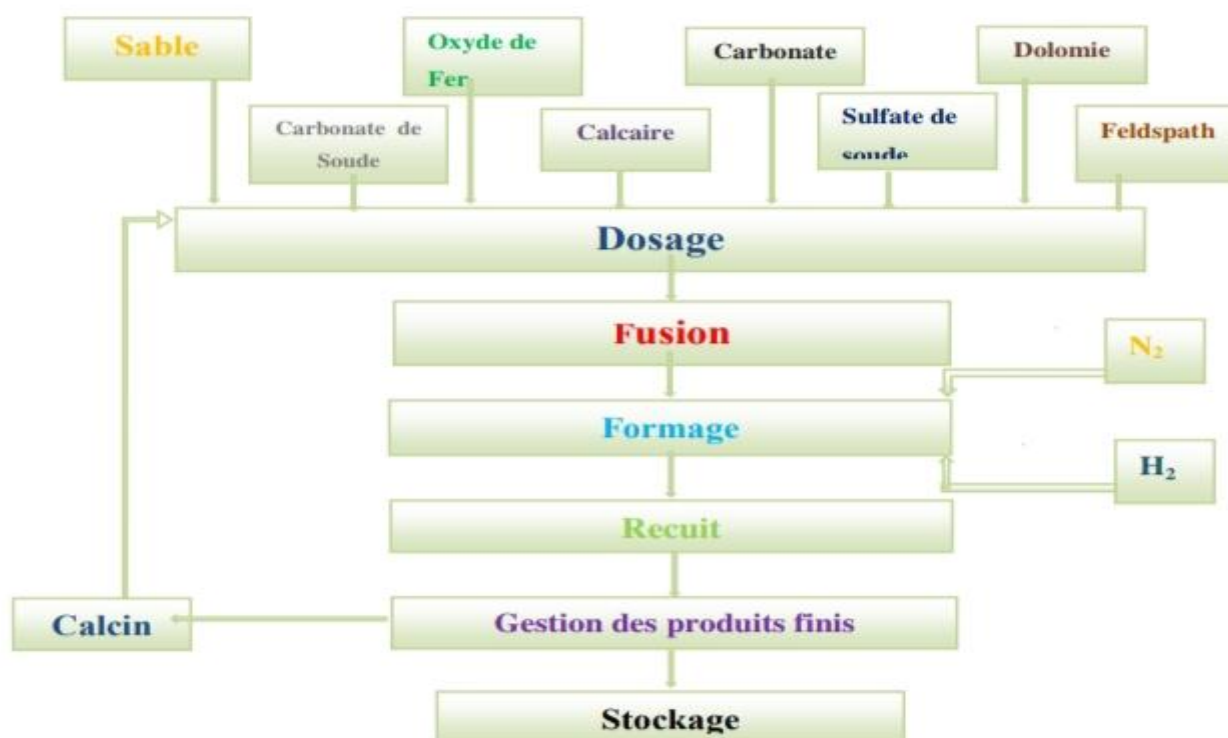 Sable
Oxyde de
Fer
Carbonate
Dolomie
Carbonate de
Soude
Calcaire
Sulfate de
soude
Feldspath
Dosage
Fusion
N₂
Formage
H₂
Recuit
Calcin
Gestion des produits finis
Stockage